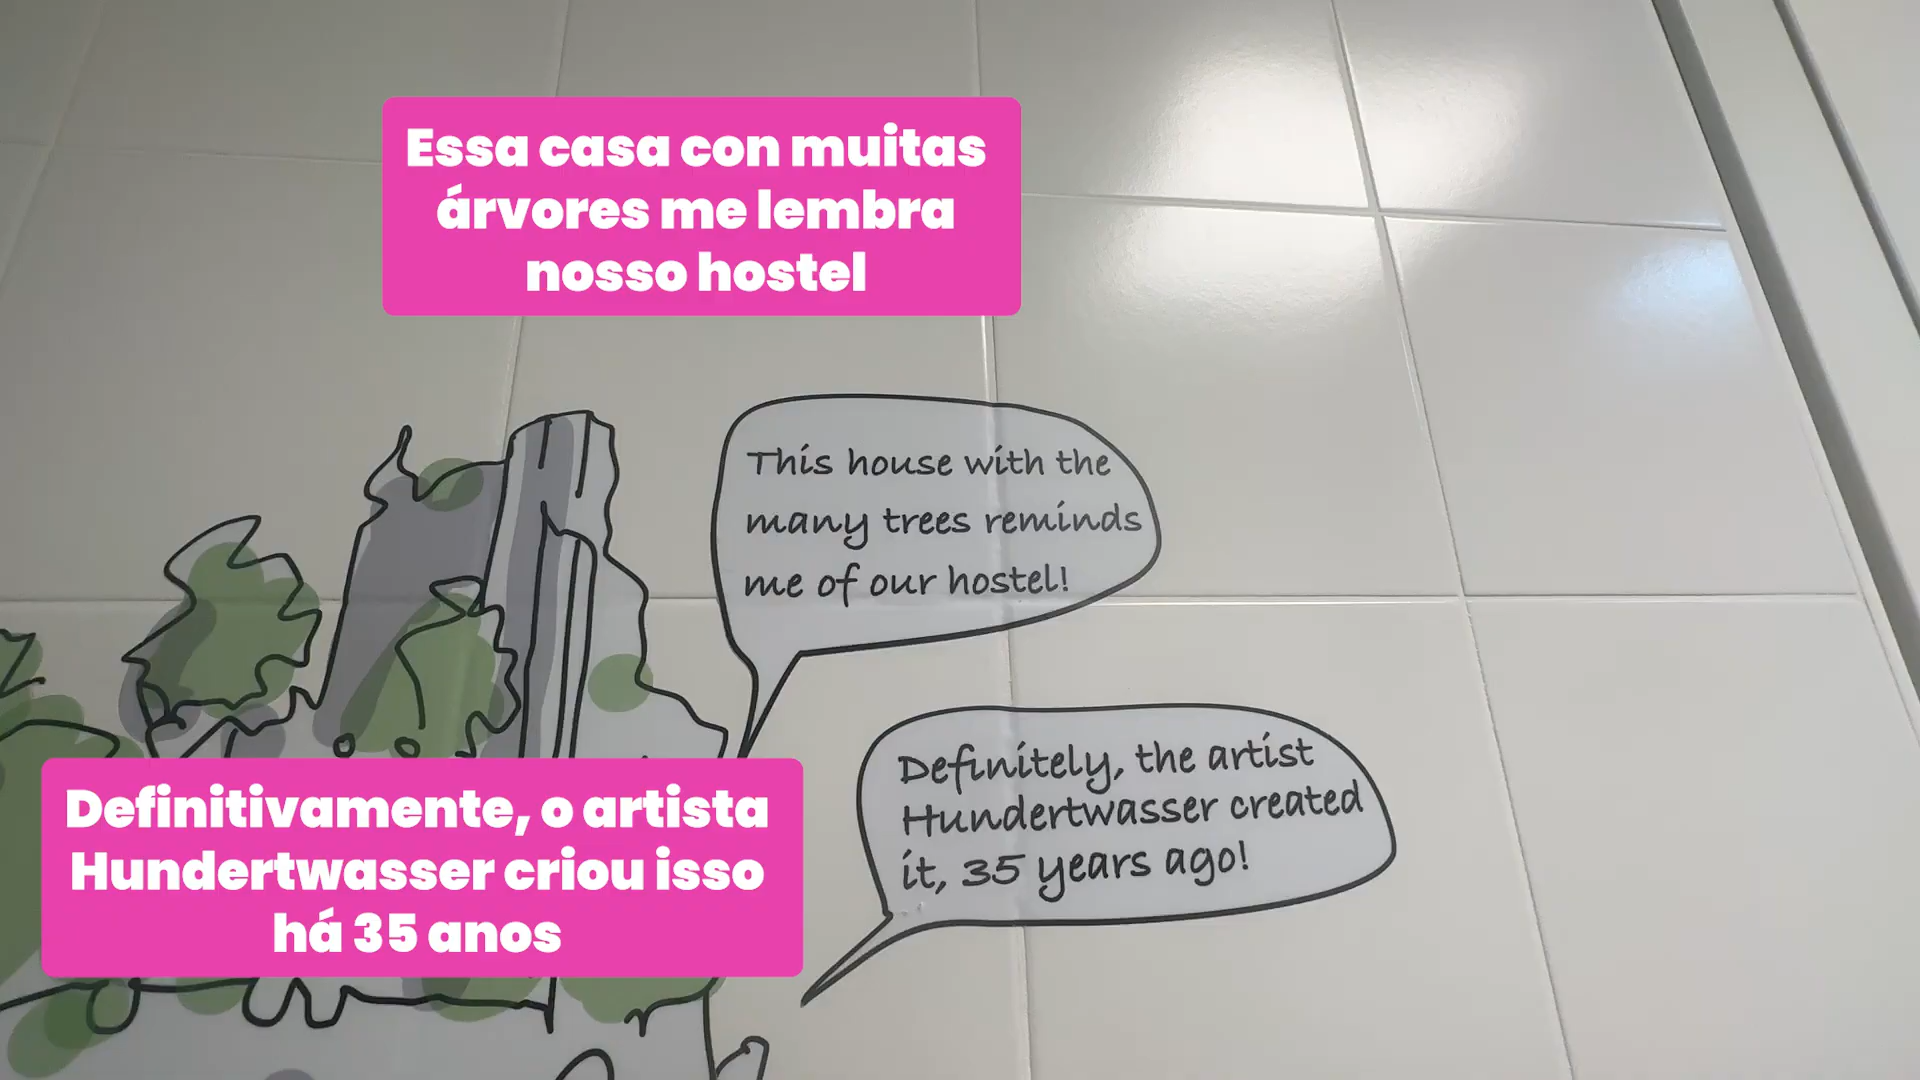 Essa casa con muitas
árvores me lembra
nosso hostel
This house with the
many trees reminds
me of our hostel!
Definitely, the artist
Hundertwasser created
it, 35 years ago!
Definitivamente, o artista
Hundertwasser criou isso
há 35 anos